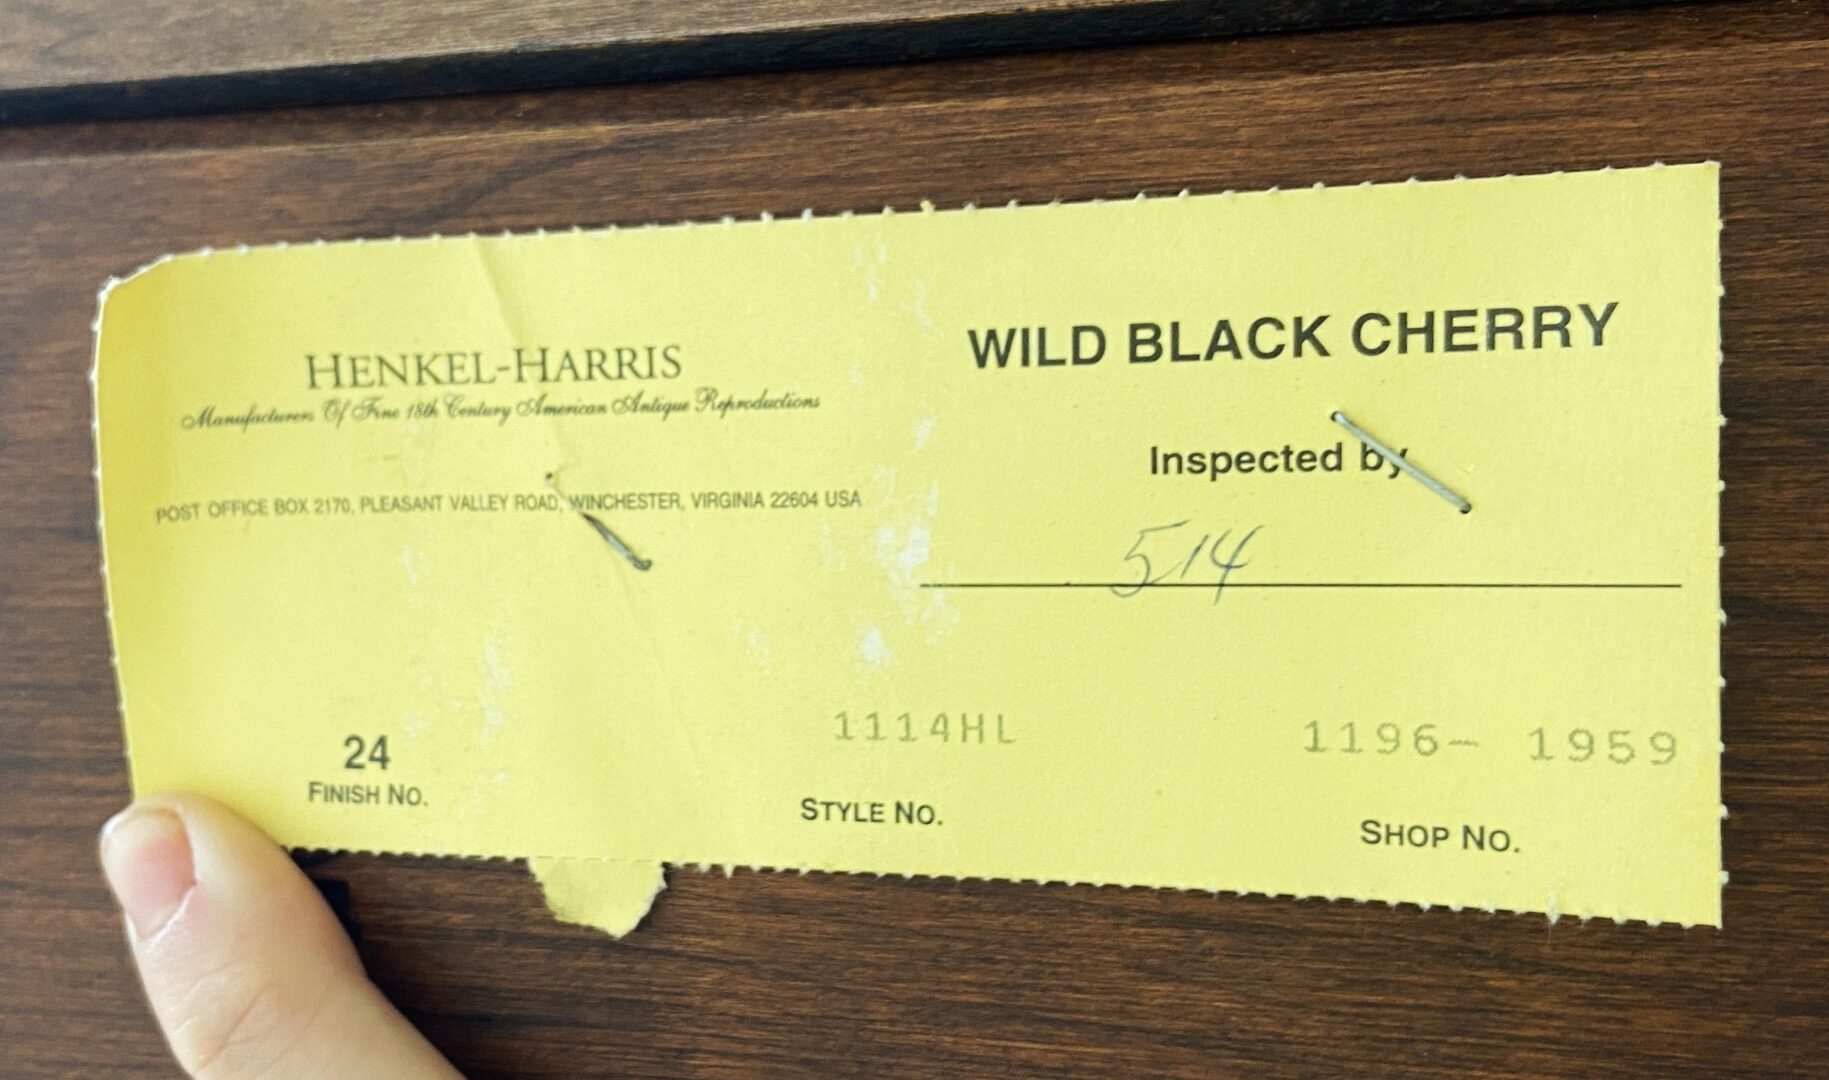 HENKEL-HARRIS
Manufacturers Of Fine 18th Century American Antique Reproductions
POST OFFICE BOX 2170, PLEASANT VALLEY ROAD, WINCHESTER, VIRGINIA 22604 USA
WILD BLACK CHERRY
Inspected by
514
24
FINISH NO.
1114HL
STYLE NO.
1196- 1959
SHOP NO.